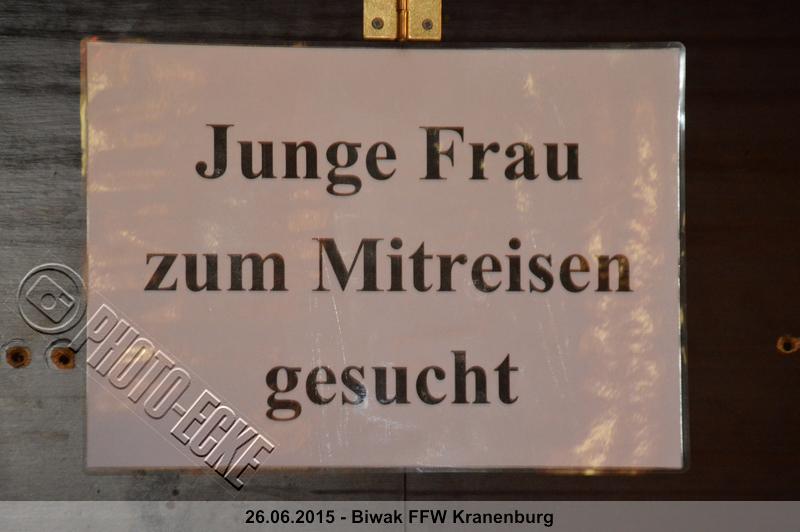 Junge Frau
zum Mitreisen
gesucht
PHOTO-ECKE
26.06.2015 - Biwak FFW Kranenburg